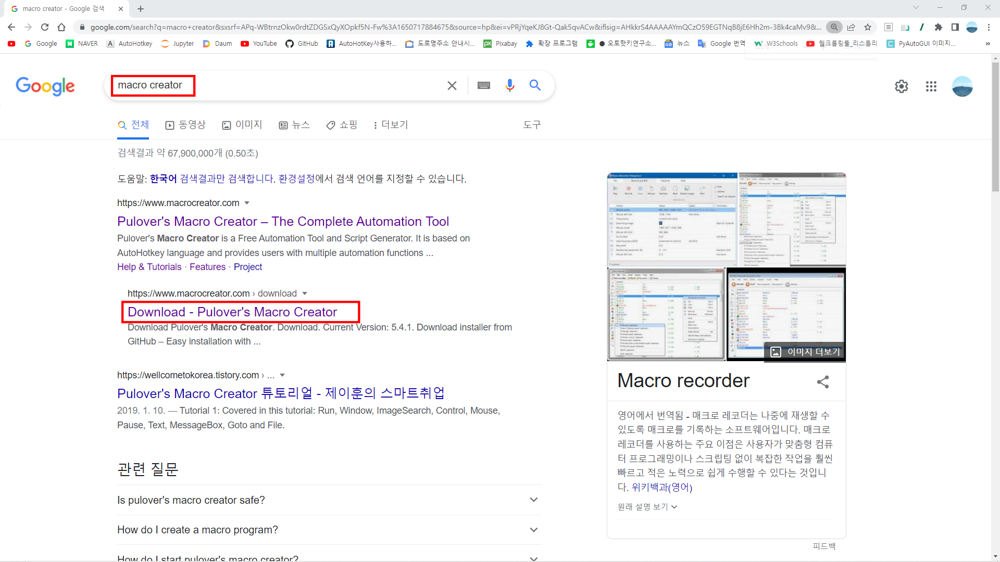 macro creator - Google 검색
google.com/search?q=macro+creator&sxsrf=APq-WBtrnzOkw0rdtZDGSxQyXOpkf5N-Fw%3A1650717884675&source=hp&ei=vPRjYqeKJ8Gt-Qak5qvACw&iflsig=AHkkrS4AAAAAYmQCzO59EGTNqB8jE6Hh2m-3Bk4caMv9&...
Google NAVER AutoHotkey Jupyter Daum YouTube GitHub AutoHotKey사용하... 도로명주소 안내시... Pixabay 확장 프로그램 ● 오토핫키연구소... 뉴스 Google 번역 W3Schools 웹크롤링툴_리스틀리 PyAutoGUI 이미지...
Google
macro creator
전체 동영상 이미지 뉴스 쇼핑 더보기 도구
검색결과 약 67,900,000개 (0.50초)
도움말: 한국어 검색결과만 검색합니다. 환경설정에서 검색 언어를 지정할 수 있습니다.
https://www.macrocreator.com
Pulover's Macro Creator – The Complete Automation Tool
Pulover's Macro Creator is a Free Automation Tool and Script Generator. It is based on
AutoHotkey language and provides users with multiple automation functions ...
Help & Tutorials · Features · Project
https://www.macrocreator.com › download
Download - Pulover's Macro Creator
Download Pulover's Macro Creator. Download. Current Version: 5.4.1. Download installer from
GitHub – Easy installation with ...
https://wellcometokorea.tistory.com › ...
Pulover's Macro Creator 튜토리얼 - 제이훈의 스마트취업
2019. 1. 10. — Tutorial 1: Covered in this tutorial: Run, Window, ImageSearch, Control, Mouse,
Pause, Text, MessageBox, Goto and File.
관련 질문
Is pulover's macro creator safe?
How do I create a macro program?
How do I start pulover's macro creator?
이미지 더보기
Macro recorder
영어에서 번역됨 - 매크로 레코더는 나중에 재생할 수
있도록 매크로를 기록하는 소프트웨어입니다. 매크로
레코더를 사용하는 주요 이점은 사용자가 맞춤형 컴퓨
터 프로그래밍이나 스크립팅 없이 복잡한 작업을 훨씬
빠르고 적은 노력으로 쉽게 수행할 수 있다는 것입니
다. 위키백과(영어)
원래 설명 보기
피드백